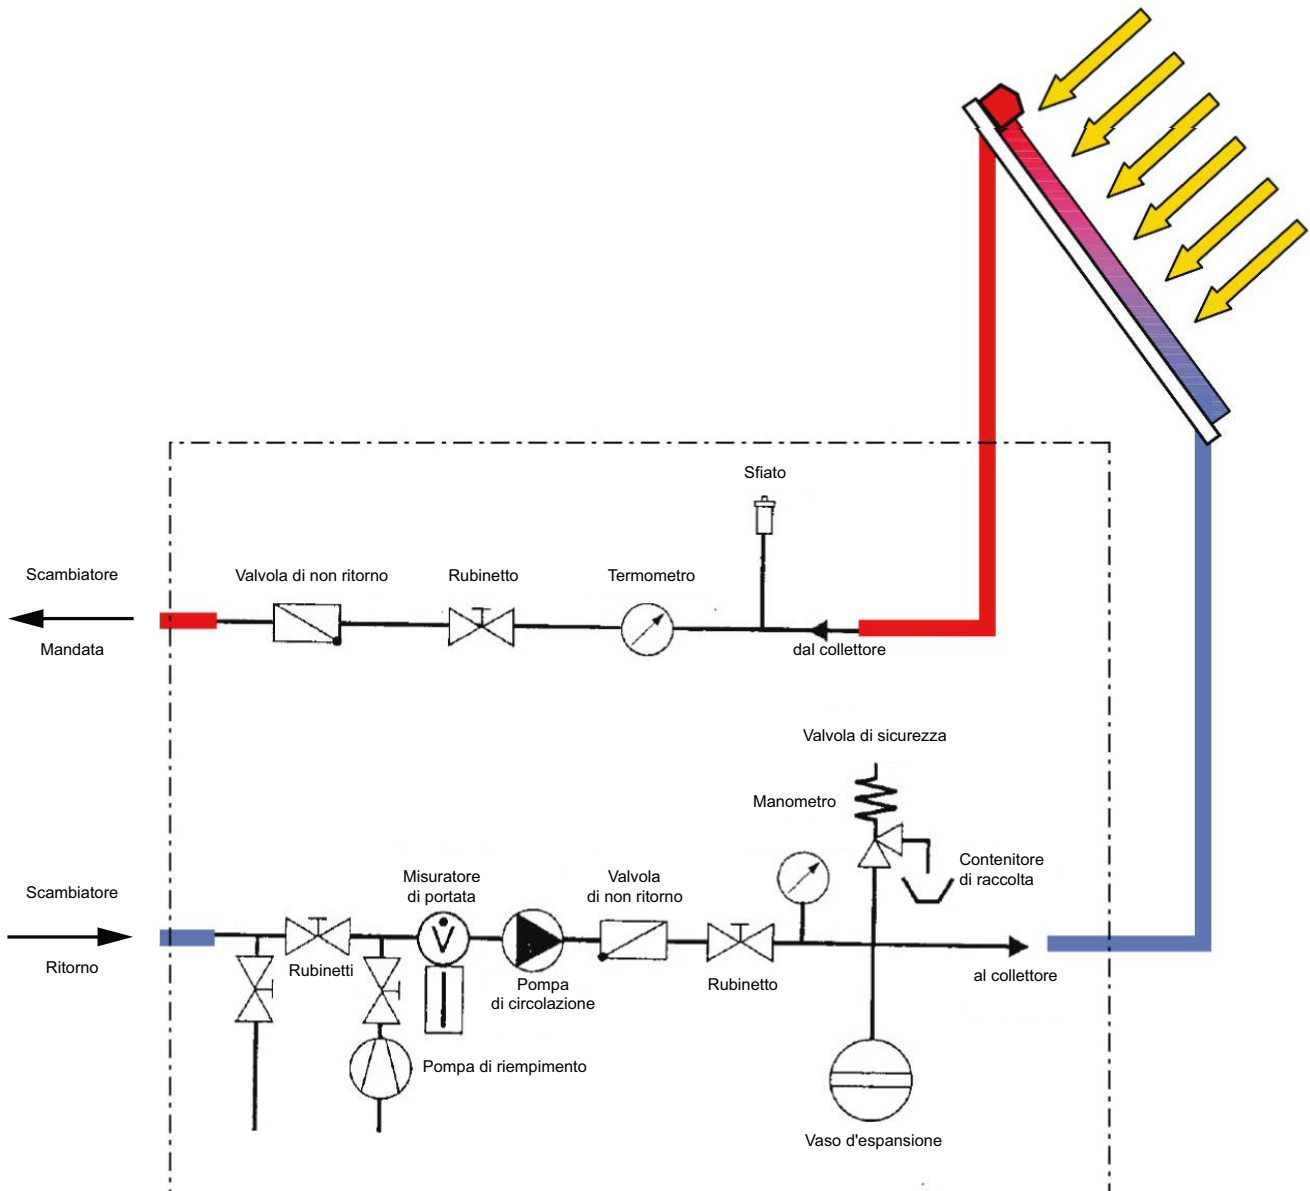 Sfiato
Scambiatore
Valvola di non ritorno
Rubinetto
Termometro
Mandata
dal collettore
Valvola di sicurezza
Manometro
Contenitore
di raccolta
Scambiatore
Misuratore
di portata
Valvola
di non ritorno
Ritorno
Rubinetti
V
Pompa
di circolazione
Rubinetto
al collettore
Pompa di riempimento
Vaso d'espansione